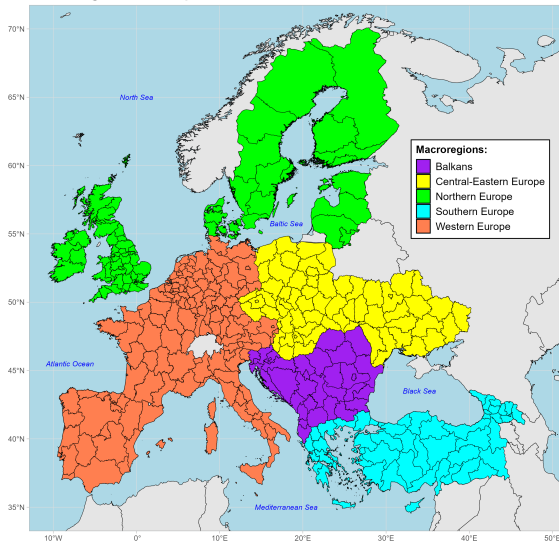 70°N
North Sea
65°N
Macroregions:
Balkans
Central-Eastern Europe
Northern Europe
Southern Europe
Western Europe
60°N
55°N
Baltic Sea
50°N
Atlantic Ocean
45°N
Black Sea
40°N
35°N
Mediterranean Sea
10°W 0° 10°E 20°E 30°E 40°E 50°E